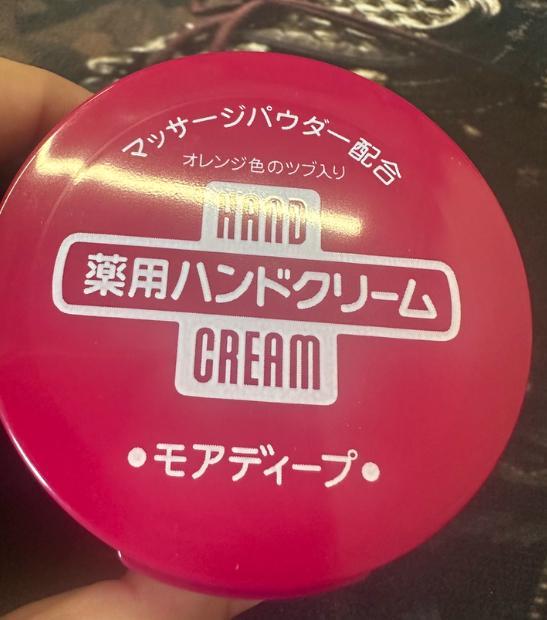 マッサージパウダー配合
オレンジ色のツブ入り
HAND
薬用ハンドクリーム
CREAM
•モアディープ•